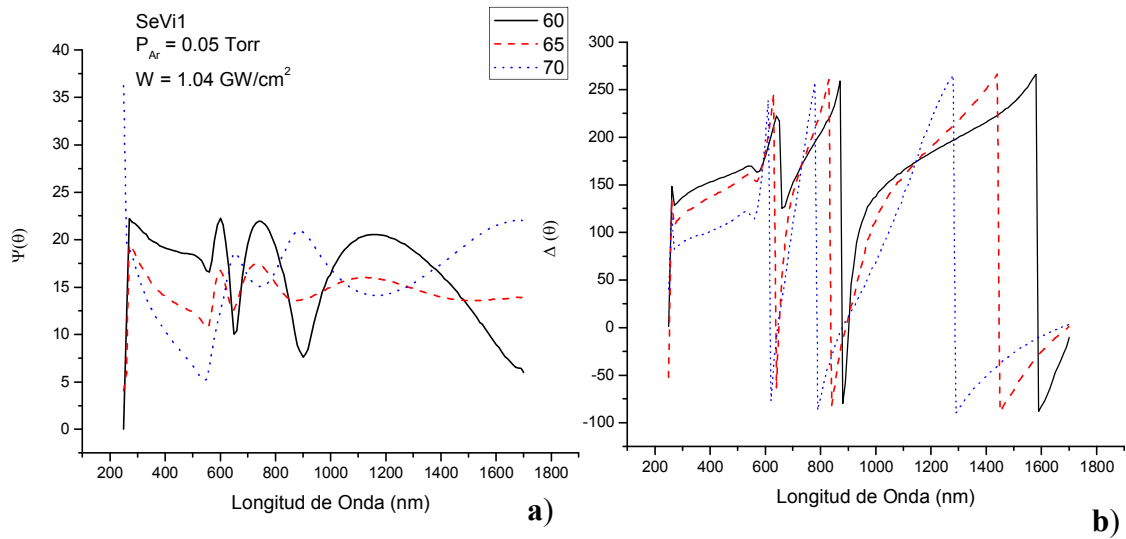 SeVi1
P_Ar = 0.05 Torr
W = 1.04 GW/cm²
60
65
70
Ψ(θ)
40
35
30
25
20
15
10
5
0
200 400 600 800 1000 1200 1400 1600 1800
Longitud de Onda (nm)
a)
Δ (θ)
300
250
200
150
100
50
0
-50
-100
200 400 600 800 1000 1200 1400 1600 1800
Longitud de Onda (nm)
b)